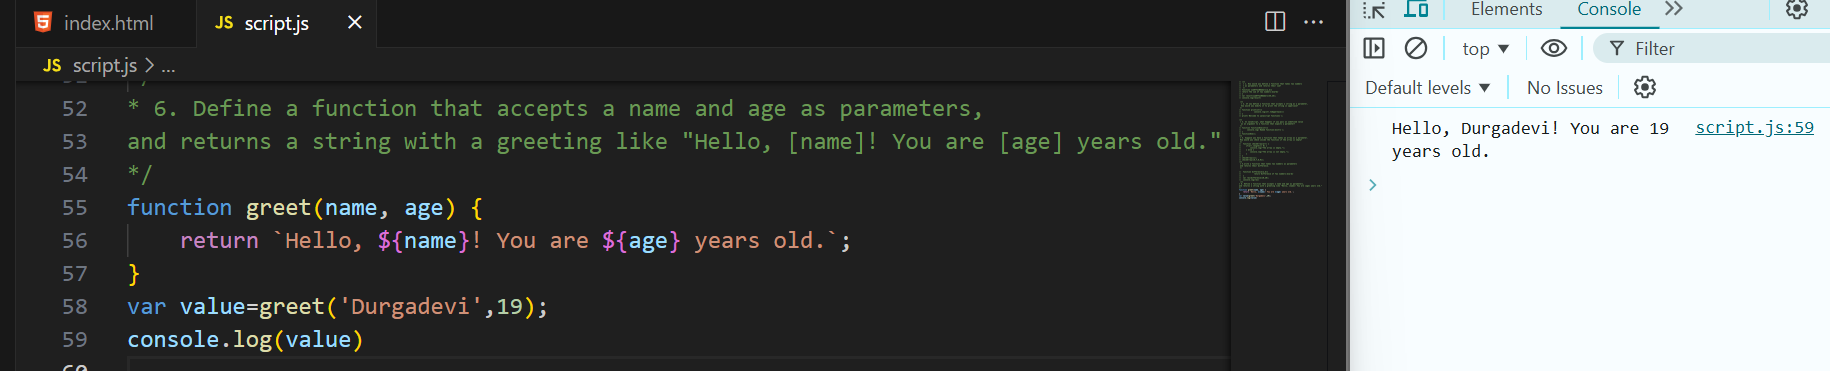 index.html
JS script.js
JS script.js > ...
52 * 6. Define a function that accepts a name and age as parameters,
53 and returns a string with a greeting like "Hello, [name]! You are [age] years old."
54 */
55 function greet(name, age) {
56 return `Hello, ${name}! You are ${age} years old.`;
57 }
58 var value=greet('Durgadevi',19);
59 console.log(value)
60
Elements Console
top ▼ Filter
Default levels ▼ No Issues
Hello, Durgadevi! You are 19 script.js:59
years old.
>